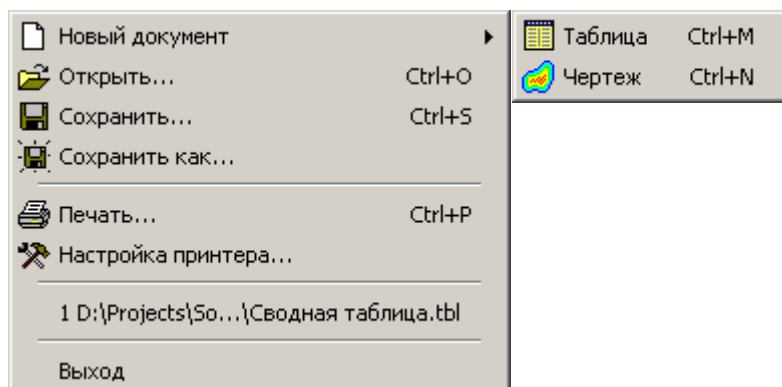 Новый документ
Открыть... Ctrl+O
Сохранить... Ctrl+S
Сохранить как...
Печать... Ctrl+P
Настройка принтера...
1 D:\Projects\So...\Сводная таблица.tbl
Выход
Таблица Ctrl+M
Чертеж Ctrl+N